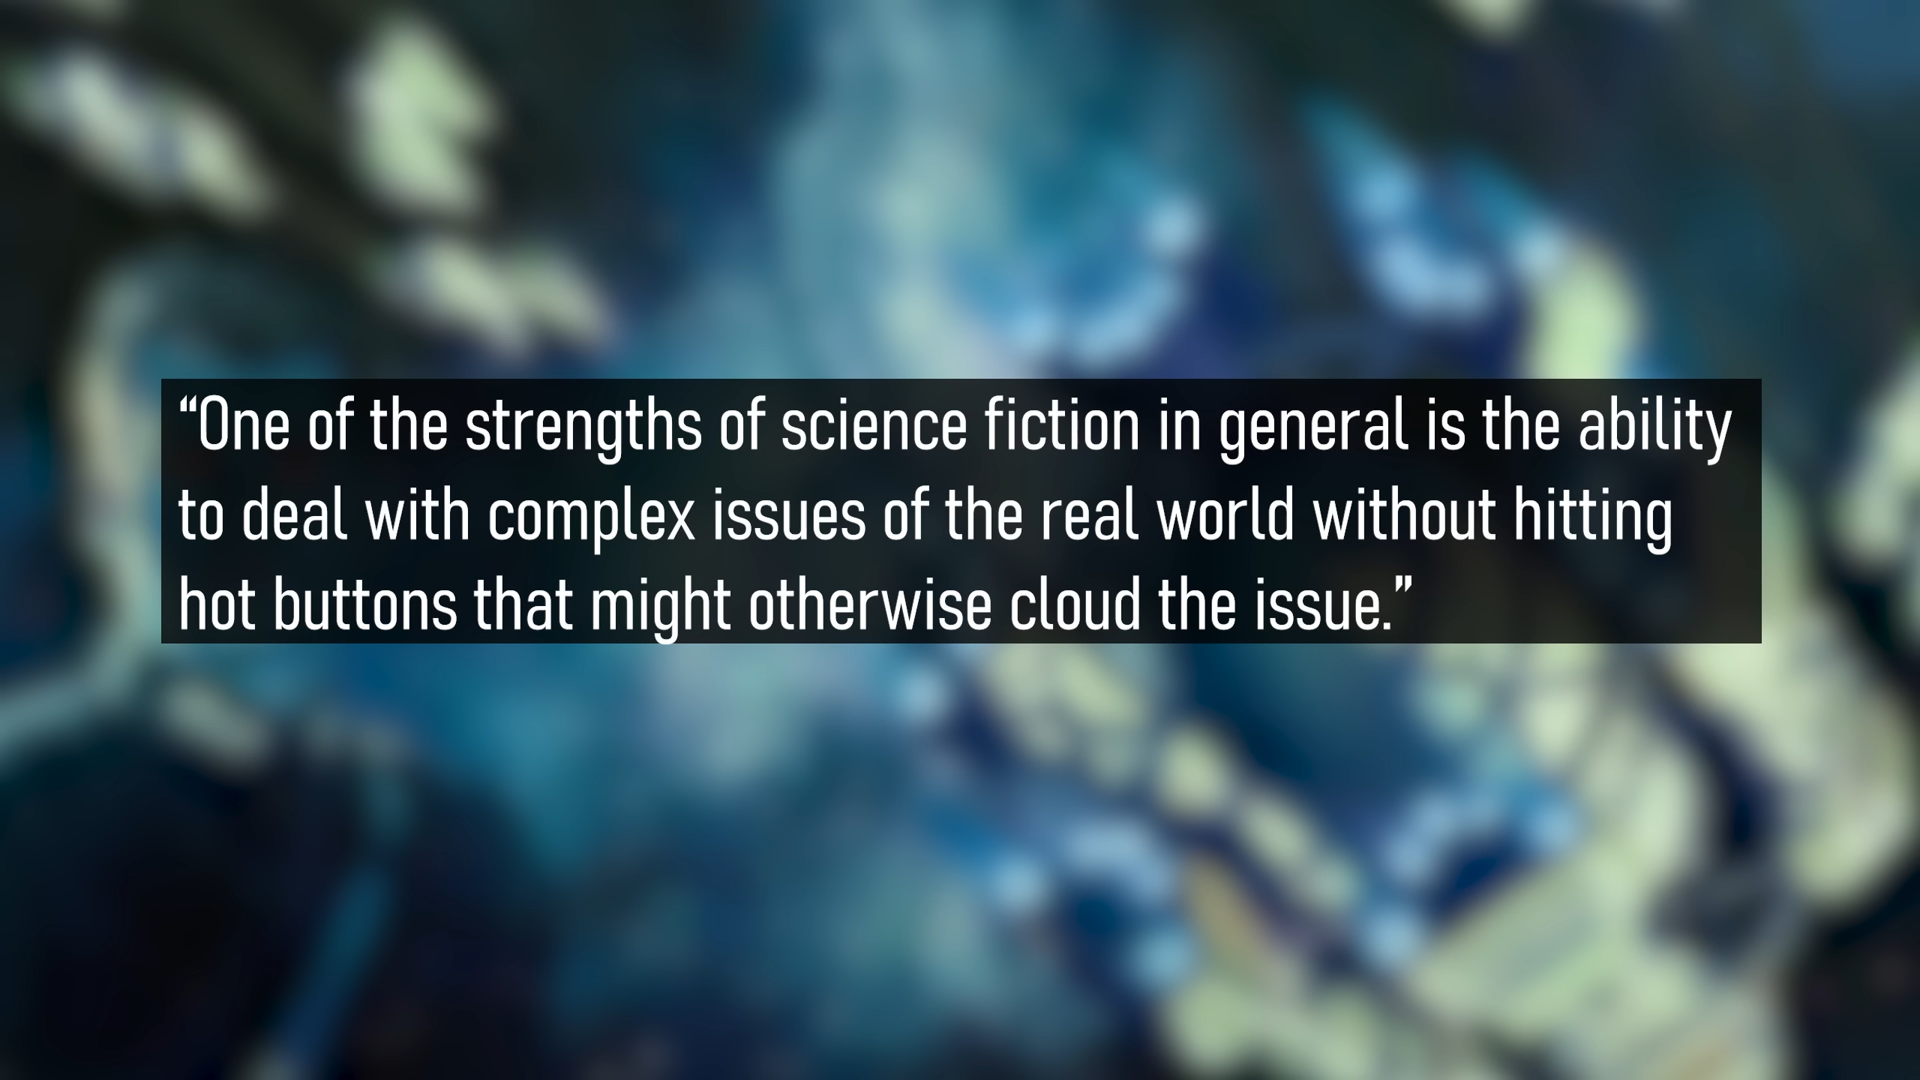 “One of the strengths of science fiction in general is the ability
to deal with complex issues of the real world without hitting
hot buttons that might otherwise cloud the issue.”